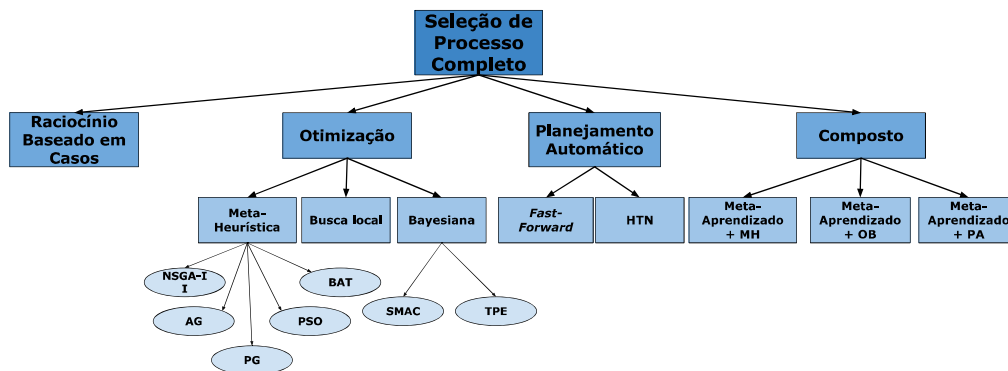 Seleção de
Processo
Completo
Raciocínio
Baseado em
Casos
Otimização
Planejamento
Automático
Composto
Meta-
Heurística
Busca local
Bayesiana
Fast-
Forward
HTN
Meta-
Aprendizado
+ MH
Meta-
Aprendizado
+ OB
Meta-
Aprendizado
+ PA
NSGA-I
I
BAT
AG
PSO
PG
SMAC
TPE